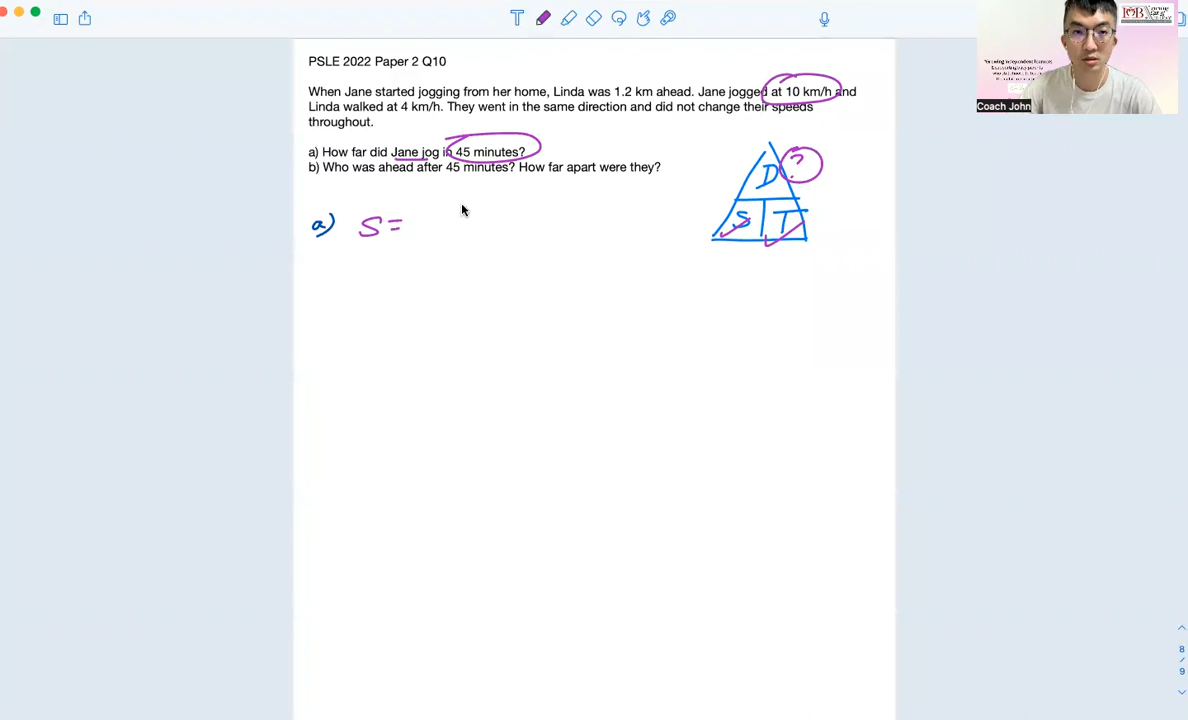 PSLE 2022 Paper 2 Q10
When Jane started jogging from her home, Linda was 1.2 km ahead. Jane jogged at 10 km/h and
Linda walked at 4 km/h. They went in the same direction and did not change their speeds
throughout.
a) How far did Jane jog in 45 minutes?
b) Who was ahead after 45 minutes? How far apart were they?
D ?
S T
a) S=
Coach John
T
8
/
9